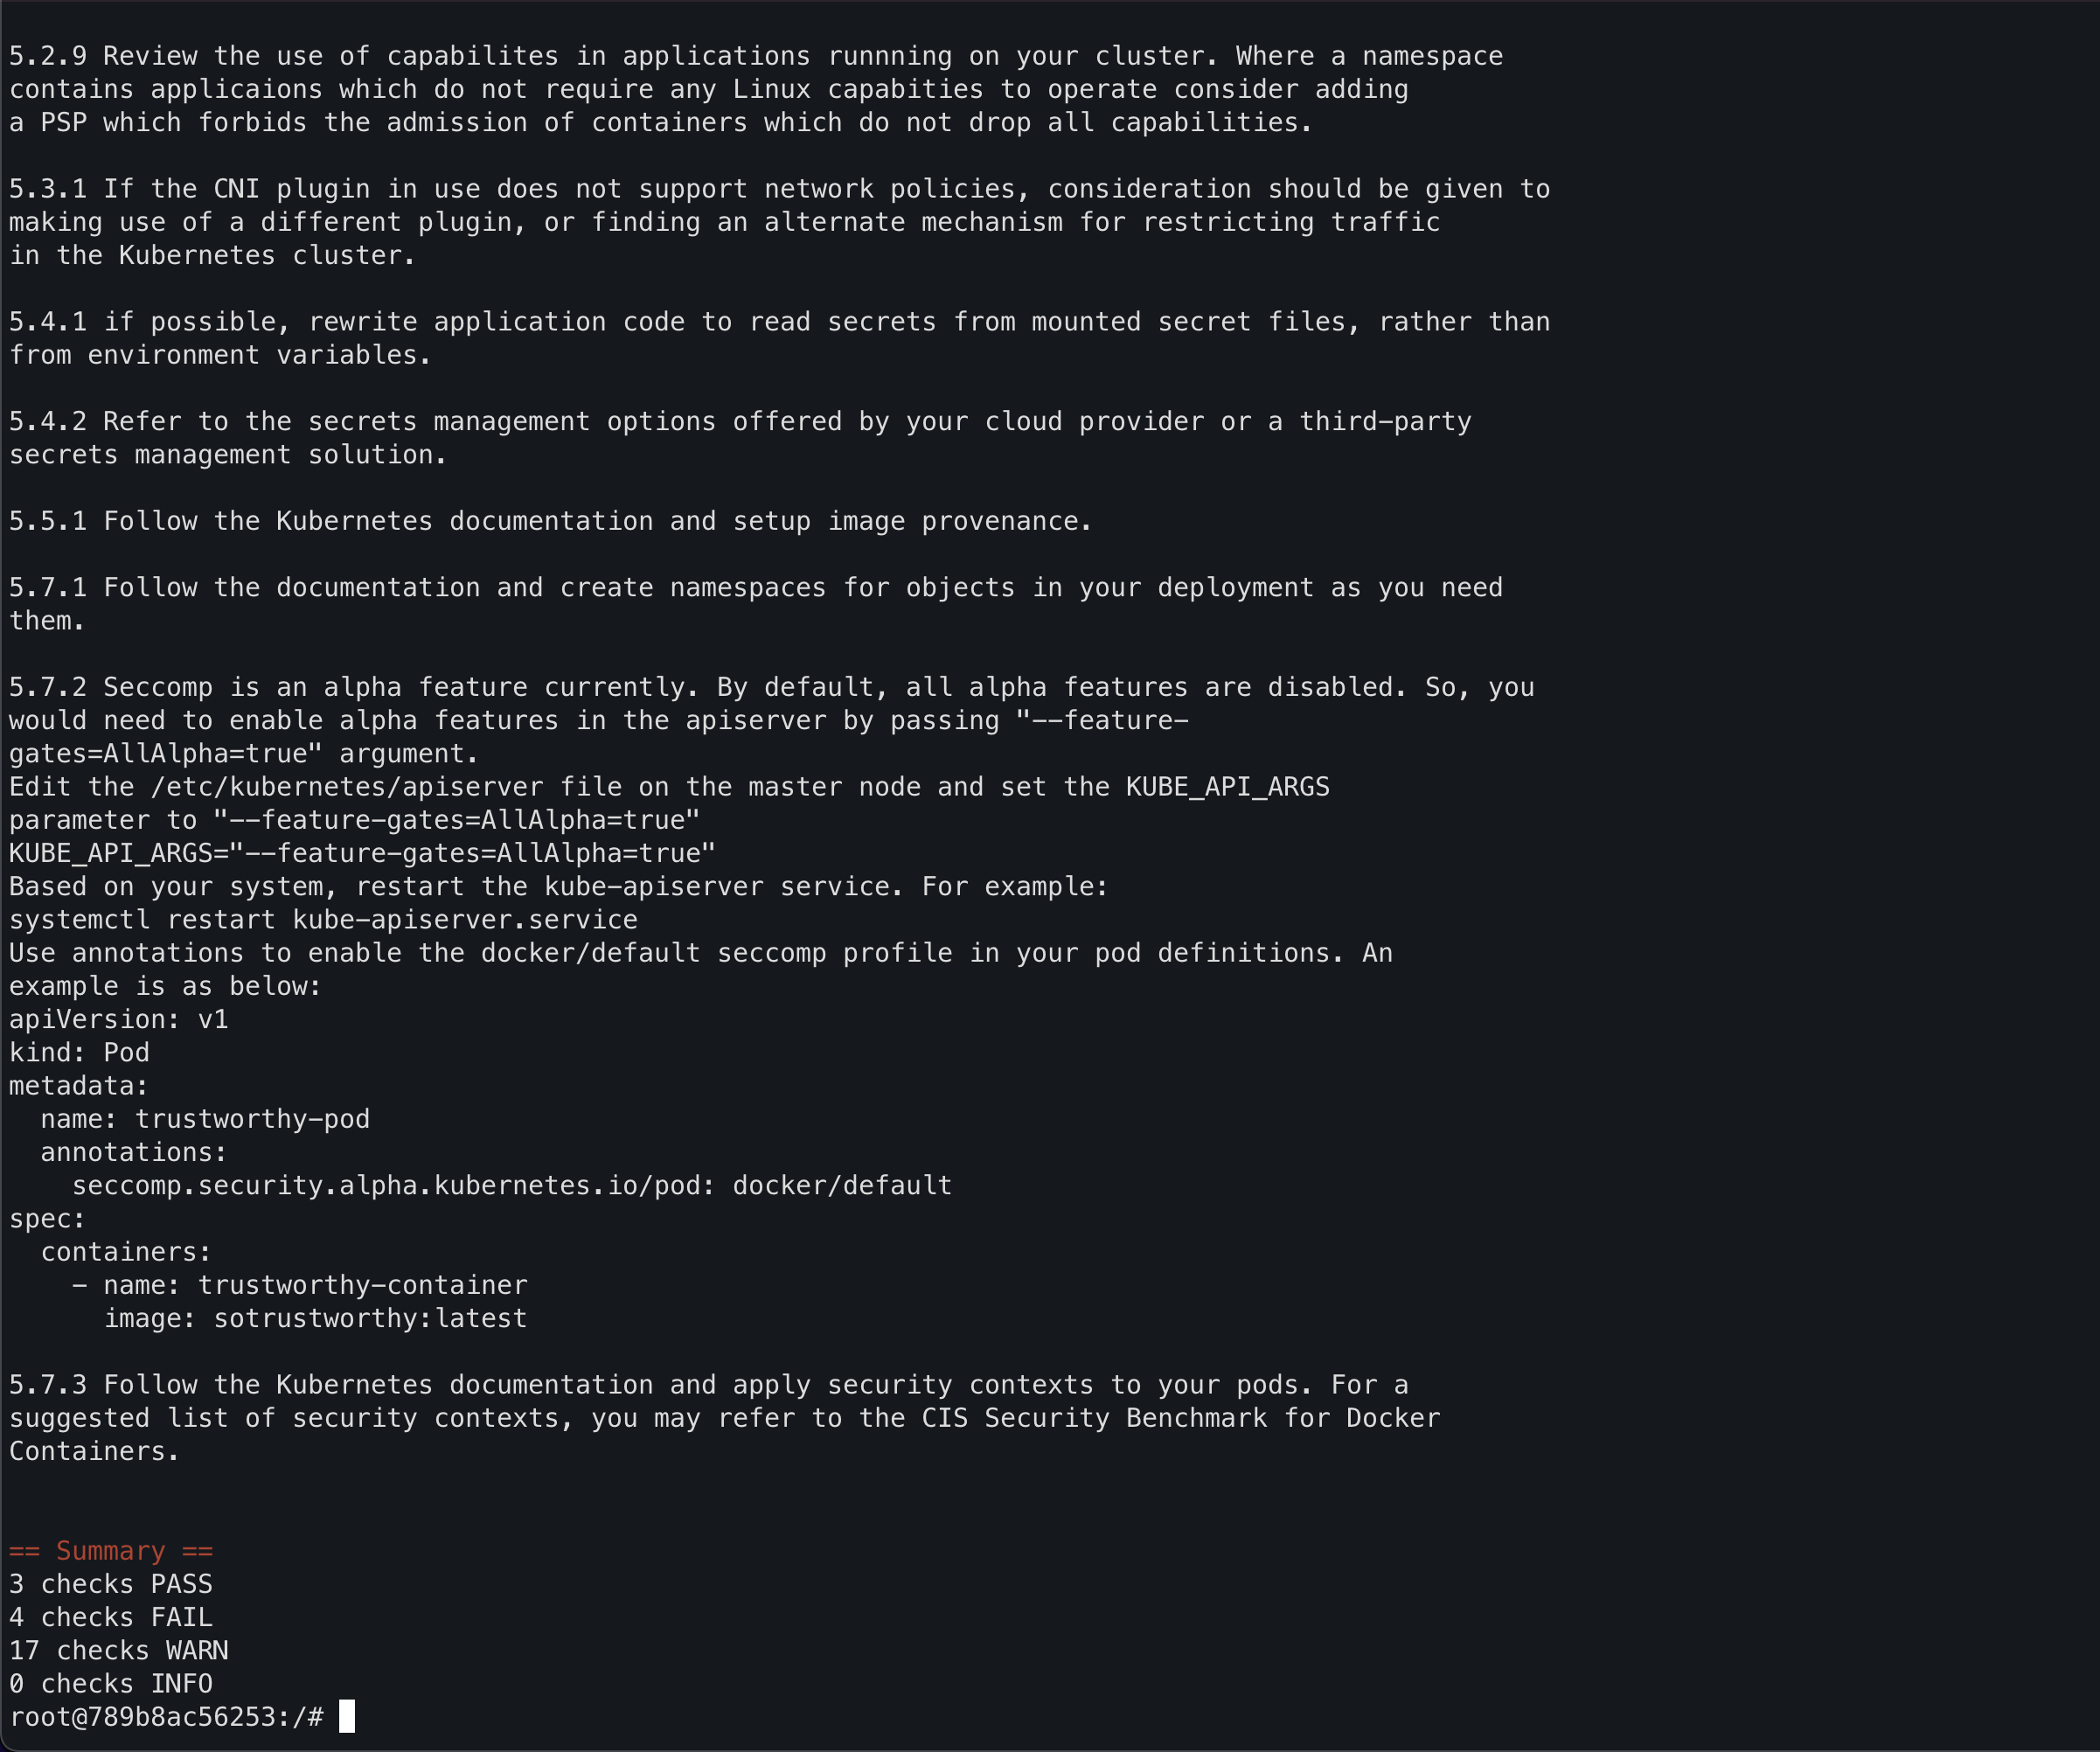 5.2.9 Review the use of capabilites in applications runnning on your cluster. Where a namespace
contains applicaions which do not require any Linux capabities to operate consider adding
a PSP which forbids the admission of containers which do not drop all capabilities.

5.3.1 If the CNI plugin in use does not support network policies, consideration should be given to
making use of a different plugin, or finding an alternate mechanism for restricting traffic
in the Kubernetes cluster.

5.4.1 if possible, rewrite application code to read secrets from mounted secret files, rather than
from environment variables.

5.4.2 Refer to the secrets management options offered by your cloud provider or a third-party
secrets management solution.

5.5.1 Follow the Kubernetes documentation and setup image provenance.

5.7.1 Follow the documentation and create namespaces for objects in your deployment as you need
them.

5.7.2 Seccomp is an alpha feature currently. By default, all alpha features are disabled. So, you
would need to enable alpha features in the apiserver by passing "--feature-
gates=AllAlpha=true" argument.
Edit the /etc/kubernetes/apiserver file on the master node and set the KUBE_API_ARGS
parameter to "--feature-gates=AllAlpha=true"
KUBE_API_ARGS="--feature-gates=AllAlpha=true"
Based on your system, restart the kube-apiserver service. For example:
systemctl restart kube-apiserver.service
Use annotations to enable the docker/default seccomp profile in your pod definitions. An
example is as below:
apiVersion: v1
kind: Pod
metadata:
  name: trustworthy-pod
  annotations:
    seccomp.security.alpha.kubernetes.io/pod: docker/default
spec:
  containers:
    - name: trustworthy-container
      image: sotrustworthy:latest

5.7.3 Follow the Kubernetes documentation and apply security contexts to your pods. For a
suggested list of security contexts, you may refer to the CIS Security Benchmark for Docker
Containers.

== Summary ==
3 checks PASS
4 checks FAIL
17 checks WARN
0 checks INFO
root@789b8ac56253:/#